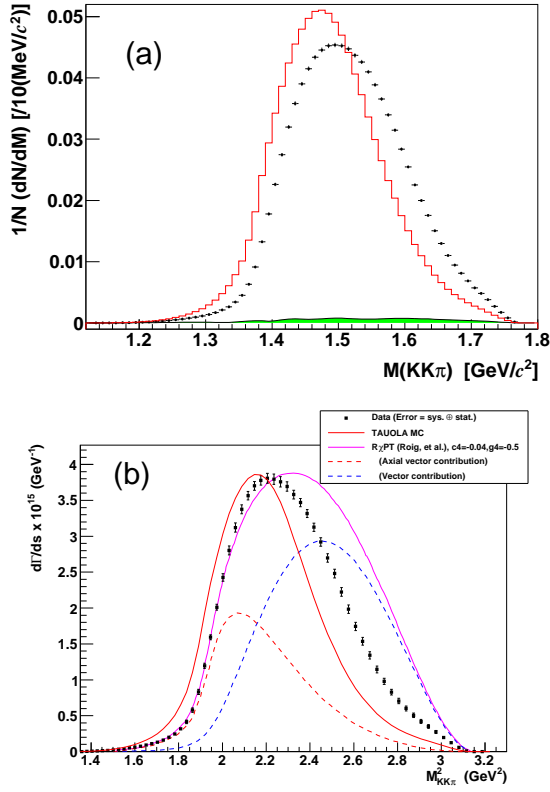 (a)
1/N (dN/dM) [/10(MeV/c²)]
0.05
0.04
0.03
0.02
0.01
0
1.2 1.3 1.4 1.5 1.6 1.7 1.8
M(KKπ) [GeV/c²]
Data (Error = sys. ⊕ stat.)
TAUOLA MC
RχPT (Roig, et al.), c4=-0.04,g4=-0.5
(Axial vector contribution)
(Vector contribution)
(b)
dΓ/ds x 10¹⁵ (GeV⁻¹)
4
3.5
3
2.5
2
1.5
1
0.5
0
1.4 1.6 1.8 2 2.2 2.4 2.6 2.8 3 3.2
M²KKπ (GeV²)